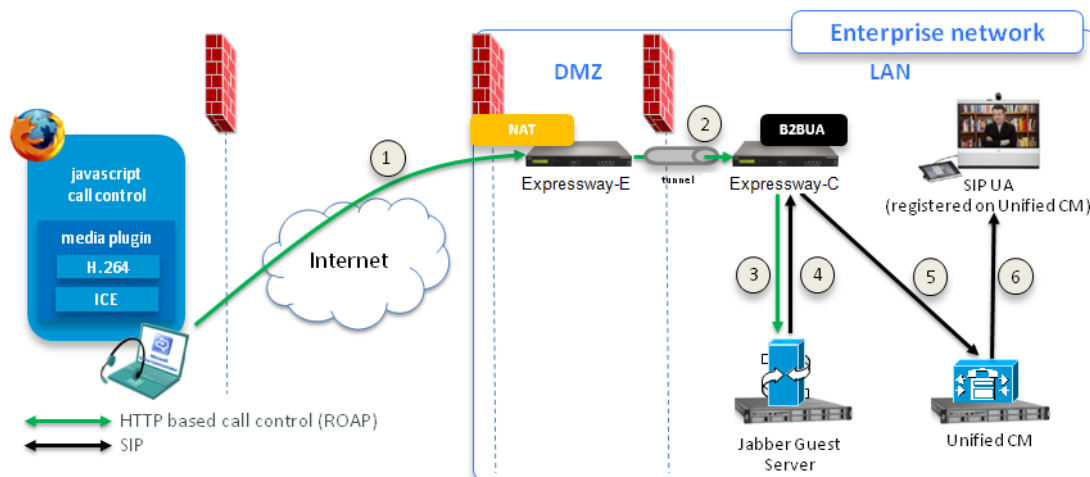 Enterprise network
DMZ
LAN
NAT
2
B2BUA
1
javascript
call control
Expressway-E
tunnel
Expressway-C
SIP UA
(registered on Unified CM)
media plugin
H.264
ICE
Internet
3
4
5
6
HTTP based call control (ROAP)
SIP
Jabber Guest
Server
Unified CM